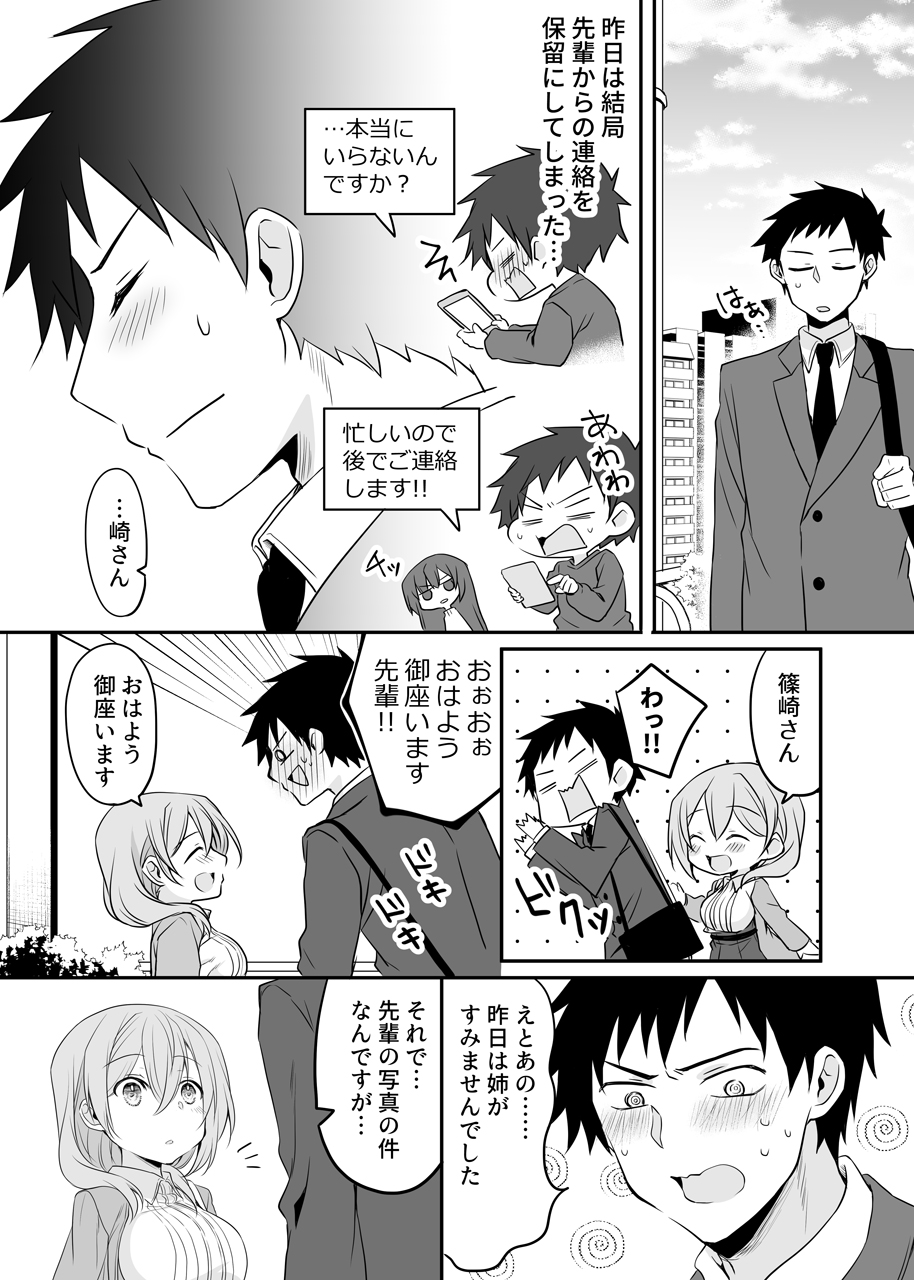 はぁ‥
昨日は結局
先輩からの連絡を
保留にしてしまった…
…本当に
いらないん
ですか？
忙しいので
後でご連絡
します!!
あわわ
チッ
…崎さん
篠崎さん
わっ!!
ビクッ
おぉおぉ
おはよう
御座います
先輩!!
ドキ
ドキ
おはよう
御座います
えとあの……
昨日は姉が
すみませんでした
それで…
先輩の写真の件
なんですが…